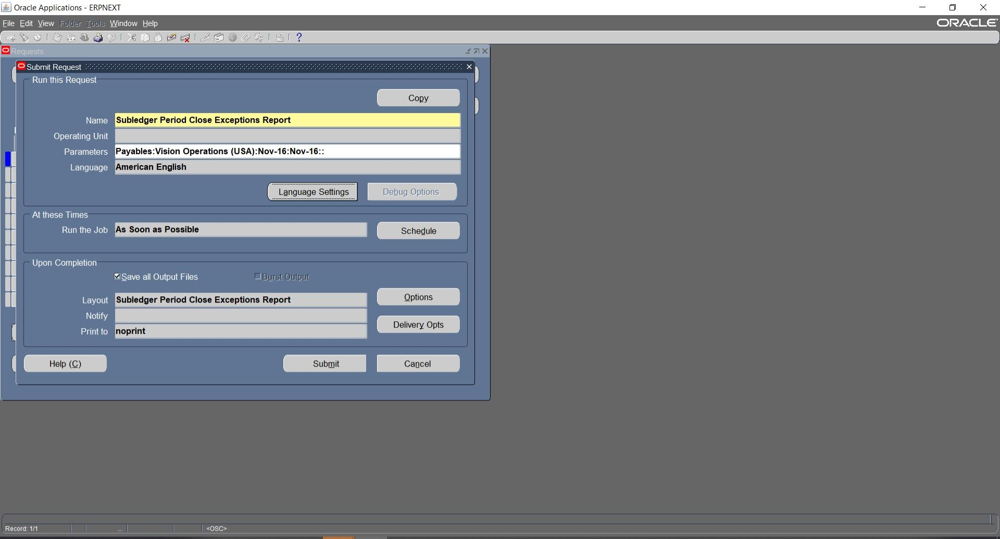 Oracle Applications - ERPNEXT
File Edit View Folder Tools Window Help
ORACLE
Requests
Submit Request
Run this Request
Copy
Name Subledger Period Close Exceptions Report
Operating Unit
Parameters Payables:Vision Operations (USA):Nov-16:Nov-16::
Language American English
Language Settings Debug Options
At these Times
Run the Job As Soon as Possible Schedule
Upon Completion
Save all Output Files Burst Output
Layout Subledger Period Close Exceptions Report Options
Notify
Print to noprint Delivery Opts
Help (C) Submit Cancel
Record: 1/1 ... <OSC>